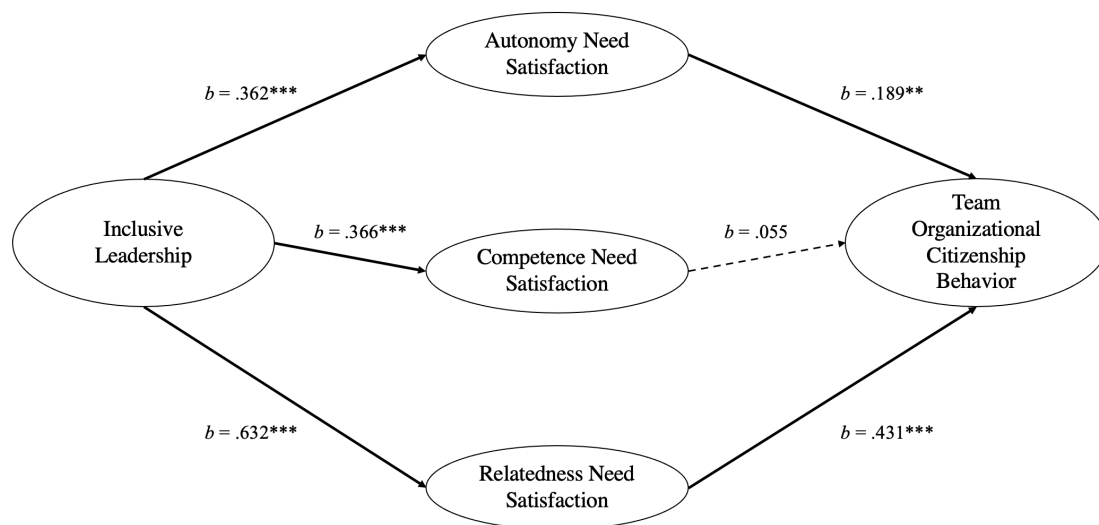 Autonomy Need
Satisfaction
b = .362***
b = .189**
Inclusive
Leadership
b = .366***
Competence Need
Satisfaction
b = .055
Team
Organizational
Citizenship
Behavior
b = .632***
b = .431***
Relatedness Need
Satisfaction